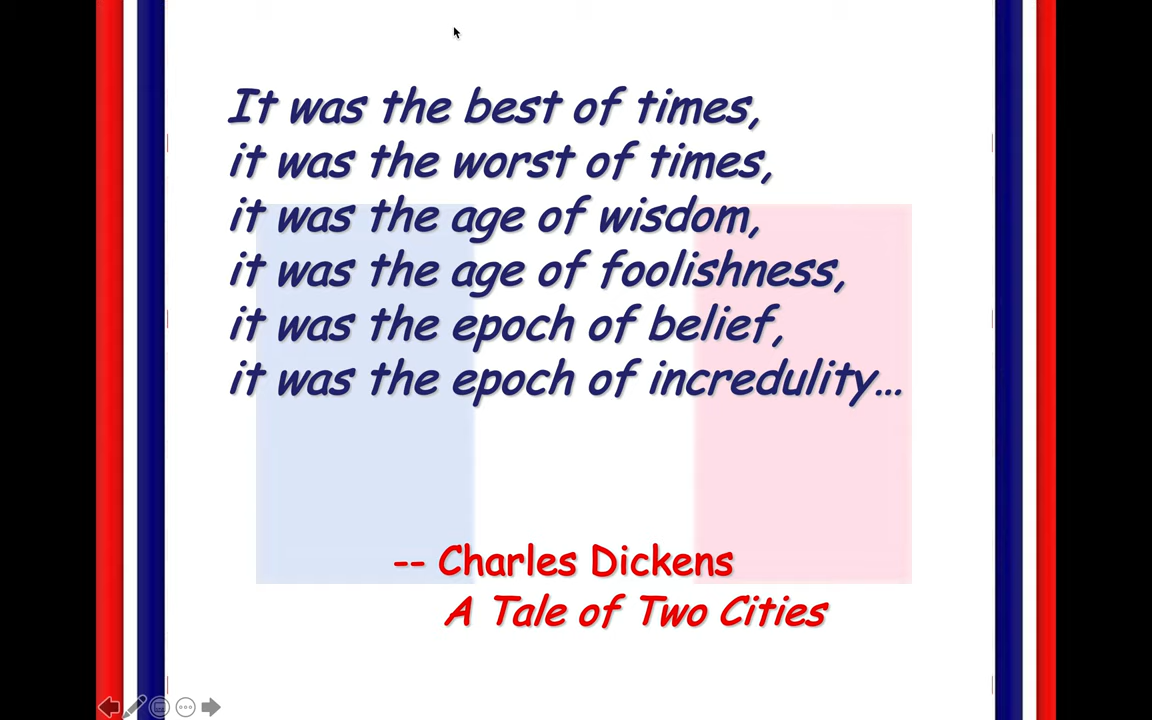 It was the best of times,
it was the worst of times,
it was the age of wisdom,
it was the age of foolishness,
it was the epoch of belief,
it was the epoch of incredulity...
-- Charles Dickens
A Tale of Two Cities